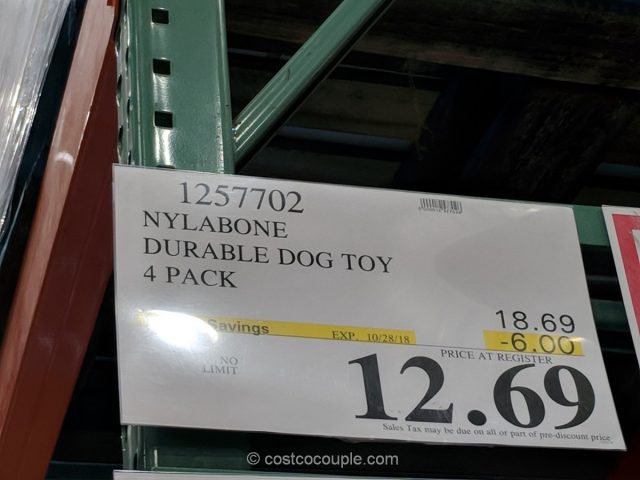 1257702
NYLABONE
DURABLE DOG TOY
4 PACK
18.69
Savings EXP. 10/28/18 -6.00
PRICE AT REGISTER
NO
LIMIT
12.69
Sales Tax may be due on all or part of pre-discount price
© costcocouple.com